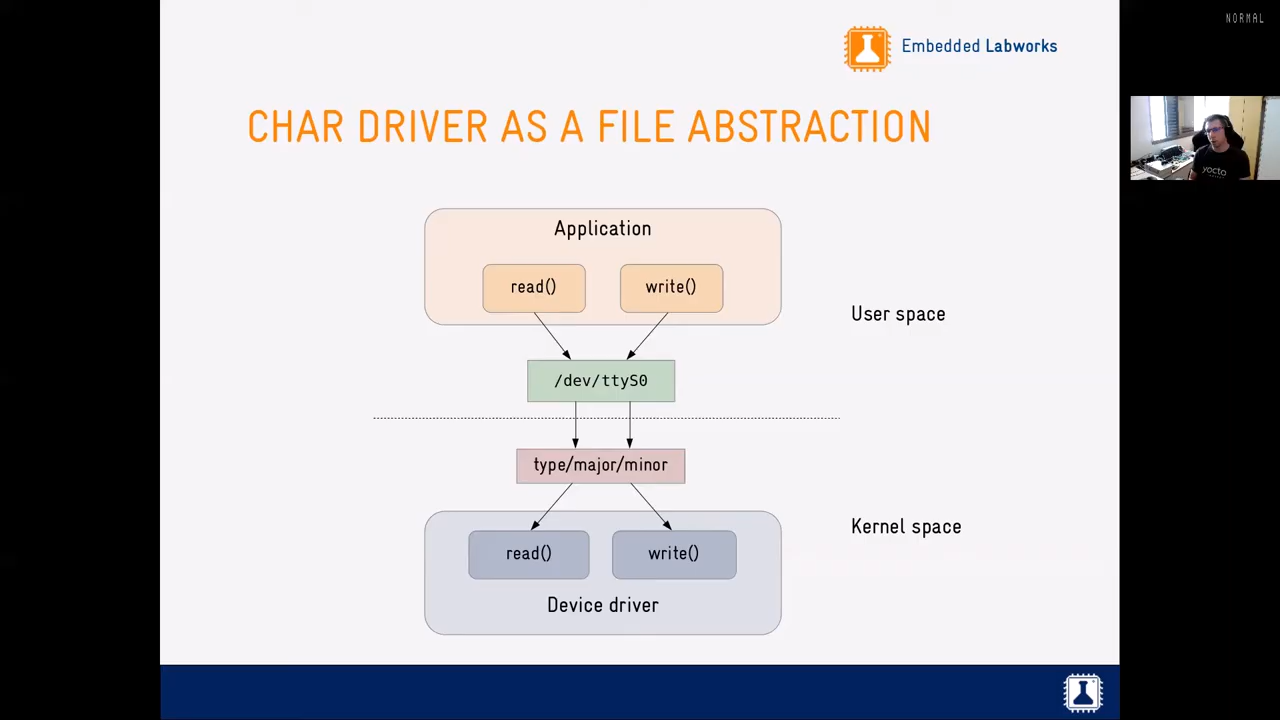 NORMAL
Embedded Labworks
CHAR DRIVER AS A FILE ABSTRACTION
Application
read()
write()
User space
/dev/ttyS0
type/major/minor
Kernel space
read()
write()
Device driver
yocto